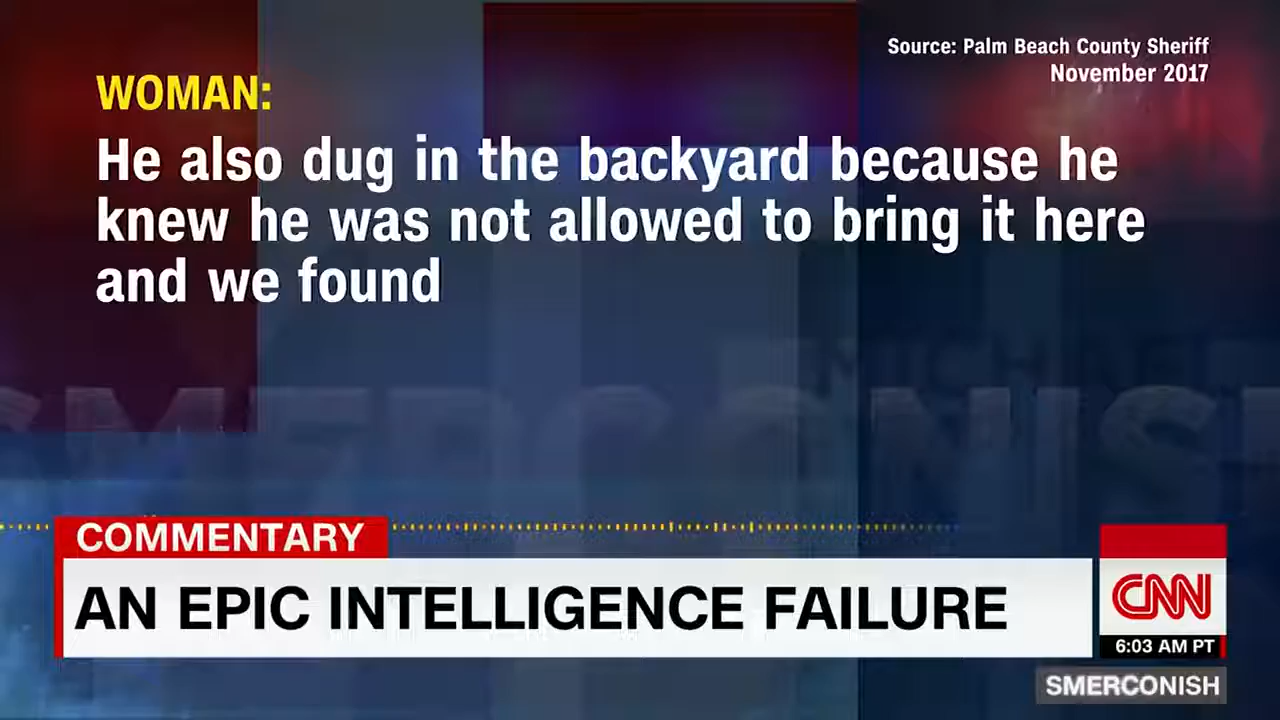 Source: Palm Beach County Sheriff
November 2017
WOMAN:
He also dug in the backyard because he
knew he was not allowed to bring it here
and we found
SMERCONIS
COMMENTARY
AN EPIC INTELLIGENCE FAILURE
CNN
6:03 AM PT
SMERCONISH